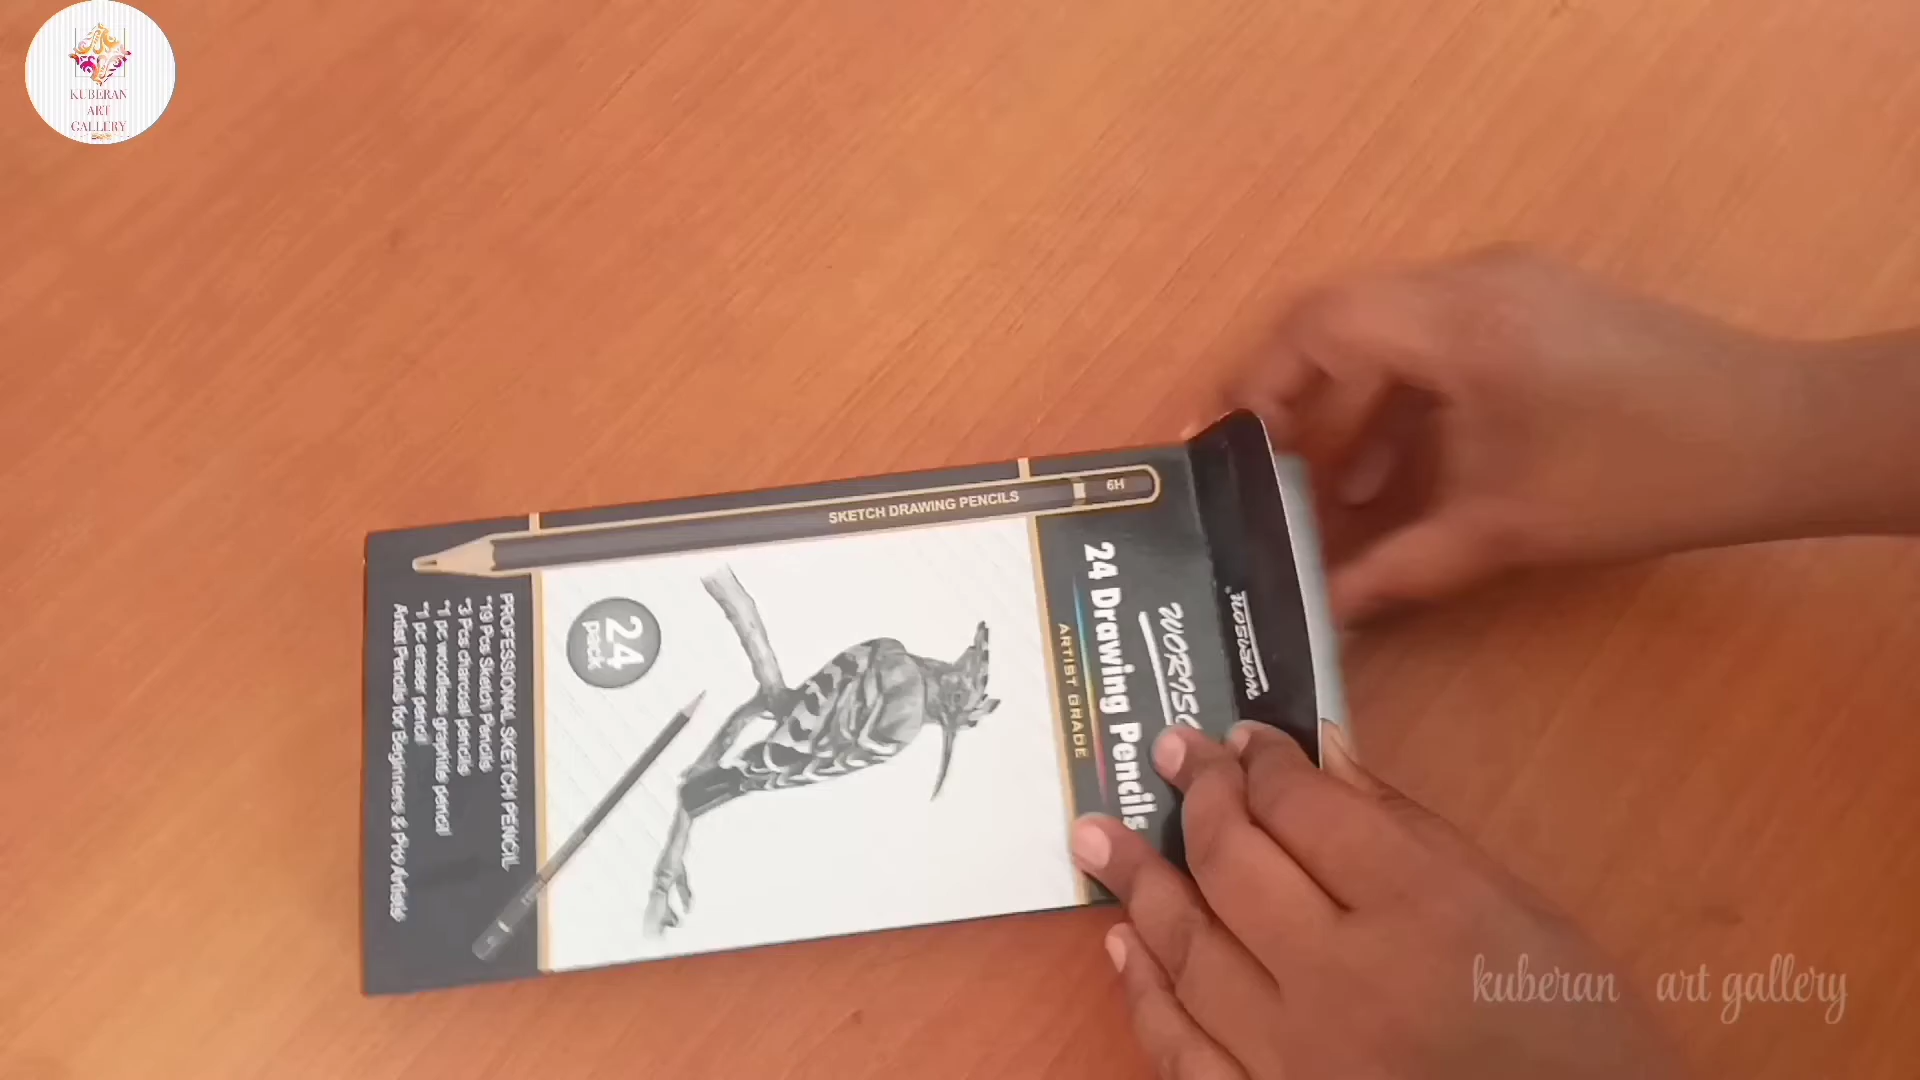 KUBERAN
ART
GALLERY
SKETCH DRAWING PENCILS
6H
24 Drawing Pencils
ARTIST GRADE
24
pack
PROFESSIONAL SKETCH PENCIL
*19 Pcs Sketch Pencils
*3 Pcs charcoal pencils
*1 pc woodless graphite pencil
*1 pc eraser pencil
Artist Pencils for Beginners & Pro Artists
kuberan art gallery